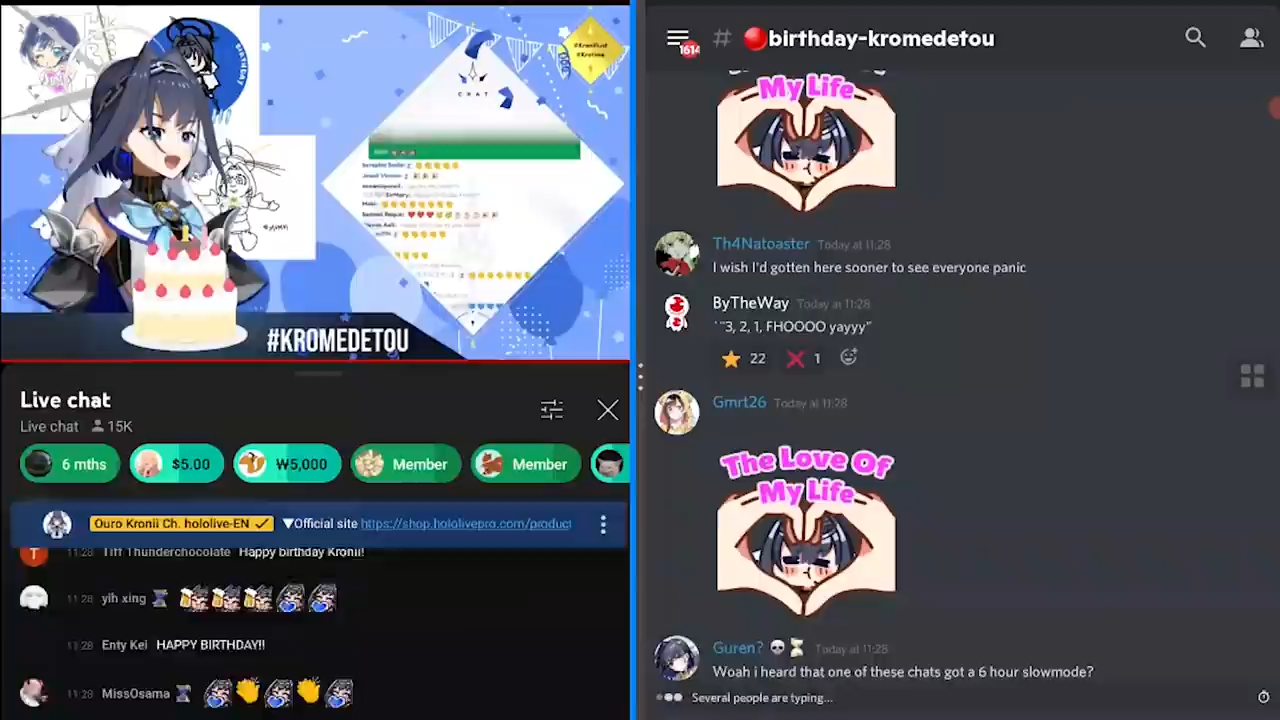 BIRTHDAY
CHAT
#KROMEDETOU
Live chat
Live chat 15K
6 mths
$5.00
₩5,000
Member
Member
Ouro Kronii Ch. hololive-EN ▼Official site https://shop.hololivepro.com/product
T 11:28 Tiff Thunderchocolate Happy birthday Kronii!
11:28 yih xing
11:28 Enty Kei HAPPY BIRTHDAY!!
11:28 MissOsama
1614 # birthday-kromedetou
My Life
Th4Natoaster Today at 11:28
I wish I'd gotten here sooner to see everyone panic
ByTheWay Today at 11:28
¨"3, 2, 1, FHOOOO yayyy"
22 1
Gmrt26 Today at 11:28
The Love Of
My Life
Guren? Today at 11:28
Woah i heard that one of these chats got a 6 hour slowmode?
Several people are typing...